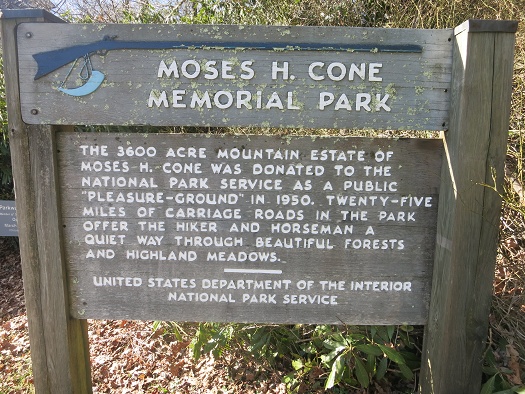 MOSES H. CONE
MEMORIAL PARK
THE 3600 ACRE MOUNTAIN ESTATE OF
MOSES H. CONE WAS DONATED TO THE
NATIONAL PARK SERVICE AS A PUBLIC
"PLEASURE-GROUND" IN 1950. TWENTY-FIVE
MILES OF CARRIAGE ROADS IN THE PARK
OFFER THE HIKER AND HORSEMAN A
QUIET WAY THROUGH BEAUTIFUL FORESTS
AND HIGHLAND MEADOWS.
UNITED STATES DEPARTMENT OF THE INTERIOR
NATIONAL PARK SERVICE